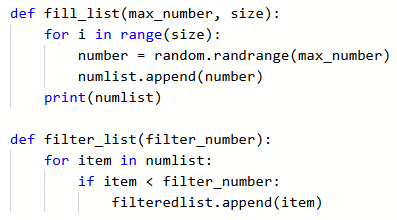 def fill_list(max_number, size):
    for i in range(size):
        number = random.randrange(max_number)
        numlist.append(number)
    print(numlist)

def filter_list(filter_number):
    for item in numlist:
        if item < filter_number:
            filteredlist.append(item)